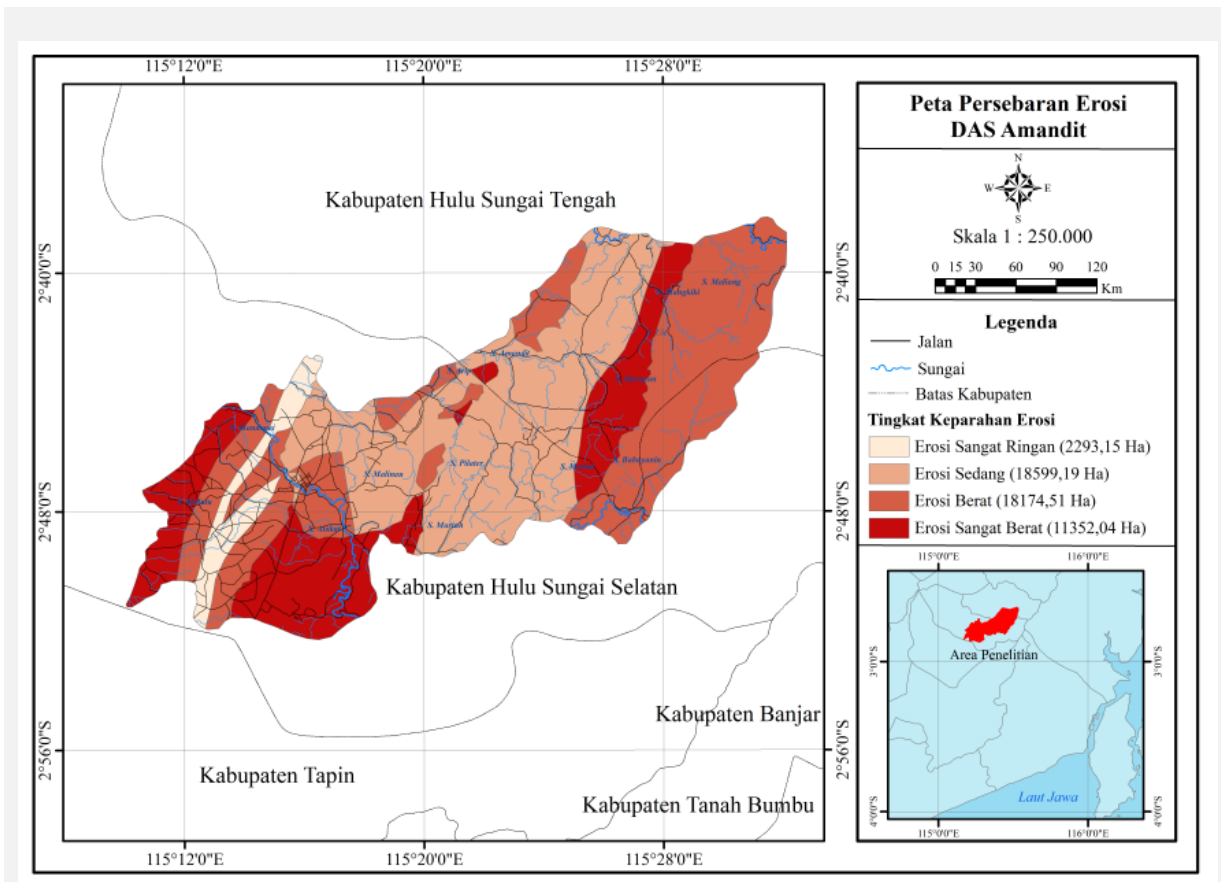 115°12'0"E 115°20'0"E 115°28'0"E
Peta Persebaran Erosi
DAS Amandit
N
W E
S
Skala 1 : 250.000
0 15 30 60 90 120
Km
Legenda
Jalan
Sungai
Batas Kabupaten
Tingkat Keparahan Erosi
Erosi Sangat Ringan (2293,15 Ha)
Erosi Sedang (18599,19 Ha)
Erosi Berat (18174,51 Ha)
Erosi Sangat Berat (11352,04 Ha)
Kabupaten Hulu Sungai Tengah
2°40'0"S 2°40'0"S
S. Maliang
S. Amandit
S. Malinau
S. Muttah
2°48'0"S 2°48'0"S
Kabupaten Hulu Sungai Selatan
Kabupaten Banjar
2°56'0"S 2°56'0"S
Kabupaten Tapin
Kabupaten Tanah Bumbu
115°12'0"E 115°20'0"E 115°28'0"E
115°0'0"E 116°0'0"E
Area Penelitian
3°0'0"S 3°0'0"S
Laut Jawa
4°0'0"S 4°0'0"S
115°0'0"E 116°0'0"E